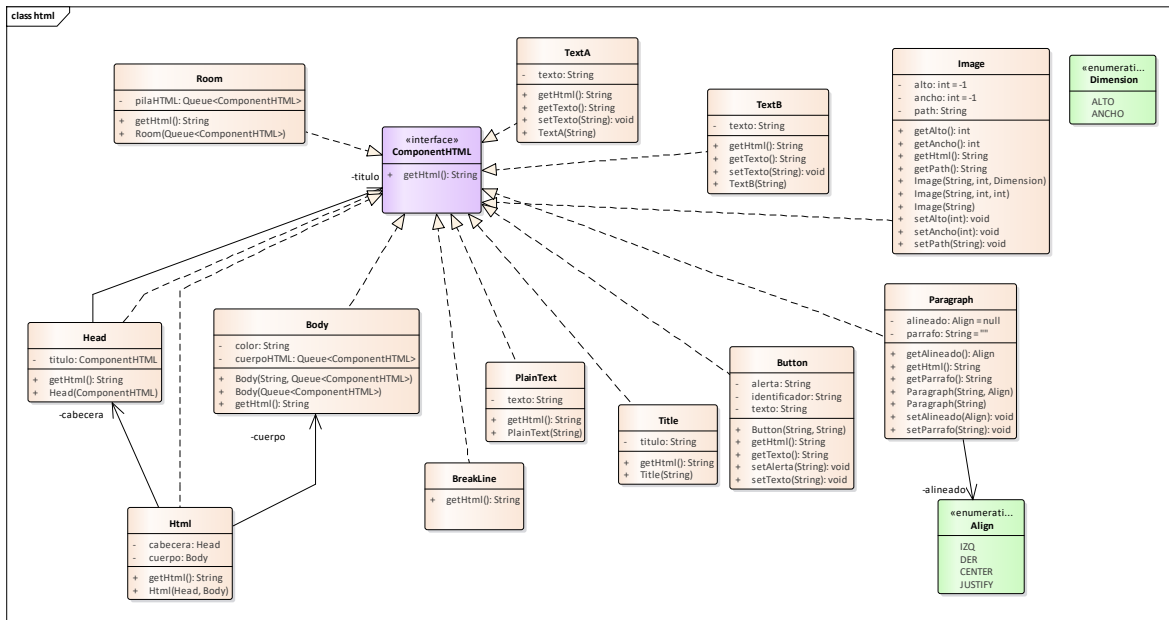 class html
Room
- pilaHTML: Queue<ComponentHTML>
+ getHtml(): String
+ Room(Queue<ComponentHTML>)
TextA
- texto: String
+ getHtml(): String
+ getTexto(): String
+ setTexto(String): void
+ TextA(String)
TextB
- texto: String
+ getHtml(): String
+ getTexto(): String
+ setTexto(String): void
+ TextB(String)
Image
- alto: int = -1
- ancho: int = -1
- path: String
+ getAlto(): int
+ getAncho(): int
+ getHtml(): String
+ getPath(): String
+ Image(String, int, Dimension)
+ Image(String, int, int)
+ Image(String)
+ setAlto(int): void
+ setAncho(int): void
+ setPath(String): void
«enumerati...
Dimension
ALTO
ANCHO
«interface»
ComponentHTML
+ getHtml(): String
-titulo
Head
- titulo: ComponentHTML
+ getHtml(): String
+ Head(ComponentHTML)
-cabecera
Body
- color: String
- cuerpoHTML: Queue<ComponentHTML>
+ Body(String, Queue<ComponentHTML>)
+ Body(Queue<ComponentHTML>)
+ getHtml(): String
-cuerpo
Html
- cabecera: Head
- cuerpo: Body
+ getHtml(): String
+ Html(Head, Body)
BreakLine
+ getHtml(): String
PlainText
- texto: String
+ getHtml(): String
+ PlainText(String)
Title
- titulo: String
+ getHtml(): String
+ Title(String)
Button
- alerta: String
- identificador: String
- texto: String
+ Button(String, String)
+ getHtml(): String
+ getTexto(): String
+ setAlerta(String): void
+ setTexto(String): void
Paragraph
- alineado: Align = null
- parrafo: String = ""
+ getAlineado(): Align
+ getHtml(): String
+ getParrafo(): String
+ Paragraph(String, Align)
+ Paragraph(String)
+ setAlineado(Align): void
+ setParrafo(String): void
-alineado
«enumerati...
Align
IZQ
DER
CENTER
JUSTIFY